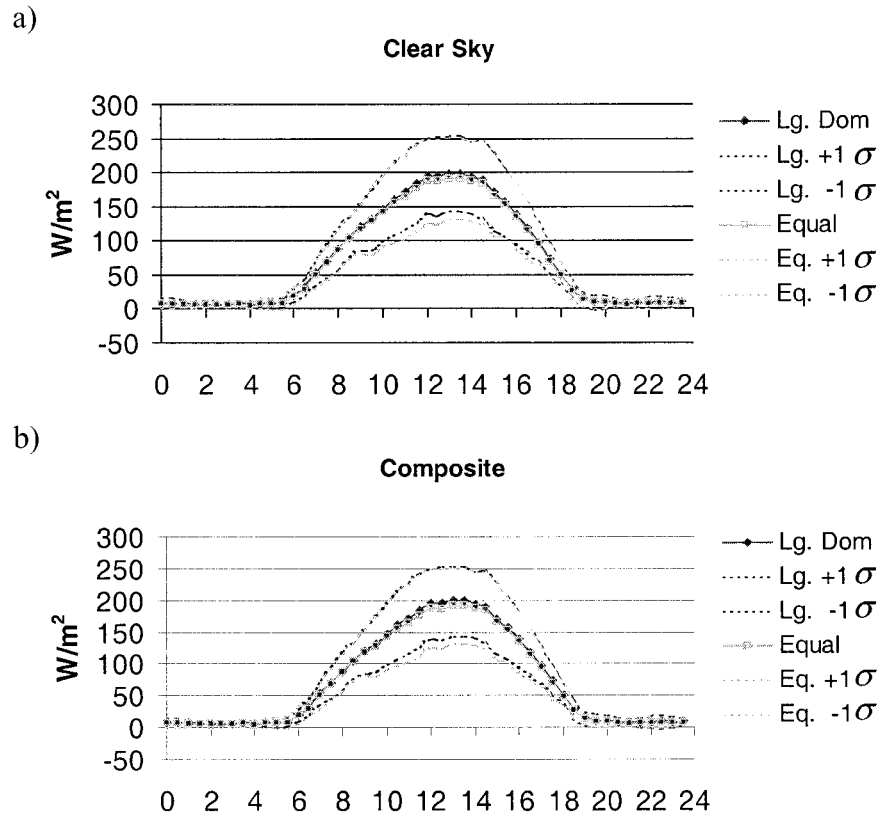 a)
Clear Sky
300
250
200
150
100
50
0
-50
W/m²
0 2 4 6 8 10 12 14 16 18 20 22 24
Lg. Dom
Lg. +1 σ
Lg. -1 σ
Equal
Eq. +1 σ
Eq. -1 σ
b)
Composite
300
250
200
150
100
50
0
-50
W/m²
0 2 4 6 8 10 12 14 16 18 20 22 24
Lg. Dom
Lg. +1 σ
Lg. -1 σ
Equal
Eq. +1 σ
Eq. -1 σ